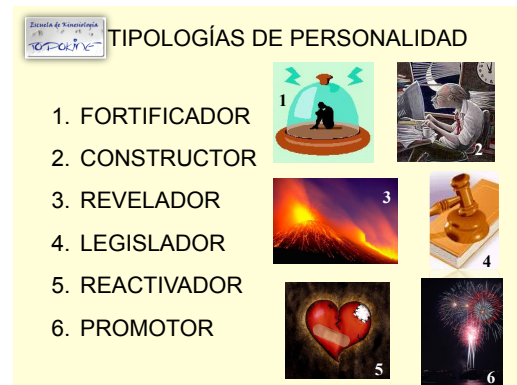 Escuela de Kinesiología
TOPOKINE
TIPOLOGÍAS DE PERSONALIDAD
1. FORTIFICADOR
2. CONSTRUCTOR
3. REVELADOR
4. LEGISLADOR
5. REACTIVADOR
6. PROMOTOR
1
2
3
4
5
6